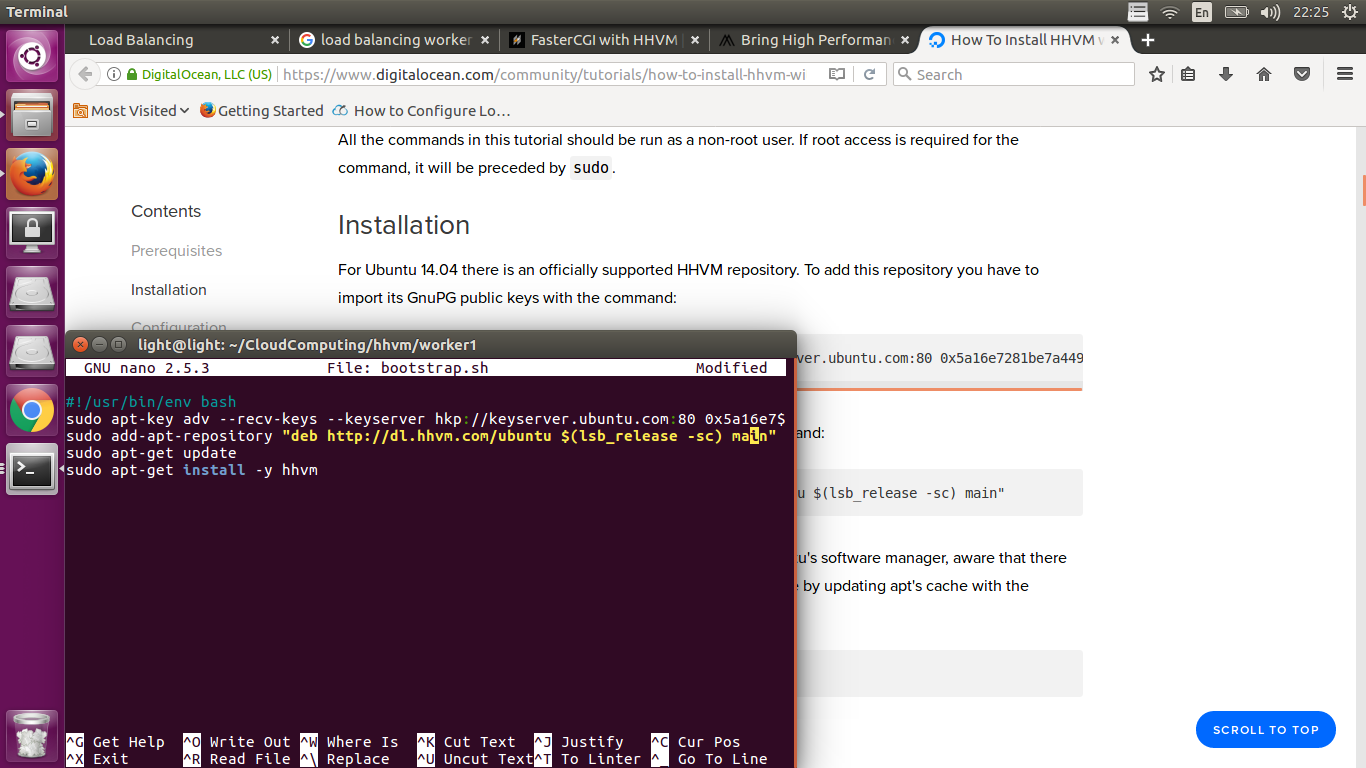 Terminal
En
22:25
Load Balancing
load balancing worker
FasterCGI with HHVM
Bring High Performan
How To Install HHVM w
DigitalOcean, LLC (US)
https://www.digitalocean.com/community/tutorials/how-to-install-hhvm-wi
Search
Most Visited
Getting Started
How to Configure Lo...
All the commands in this tutorial should be run as a non-root user. If root access is required for the
command, it will be preceded by sudo.
Contents
Prerequisites
Installation
Configuration
Installation
For Ubuntu 14.04 there is an officially supported HHVM repository. To add this repository you have to
import its GnuPG public keys with the command:
ver.ubuntu.com:80 0x5a16e7281be7a449
and:
u $(lsb_release -sc) main"
u's software manager, aware that there
by updating apt's cache with the
light@light: ~/CloudComputing/hhvm/worker1
GNU nano 2.5.3 File: bootstrap.sh Modified
#!/usr/bin/env bash
sudo apt-key adv --recv-keys --keyserver hkp://keyserver.ubuntu.com:80 0x5a16e7$
sudo add-apt-repository "deb http://dl.hhvm.com/ubuntu $(lsb_release -sc) main"
sudo apt-get update
sudo apt-get install -y hhvm
^G Get Help ^O Write Out ^W Where Is ^K Cut Text ^J Justify ^C Cur Pos
^X Exit ^R Read File ^\ Replace ^U Uncut Text ^T To Linter ^_ Go To Line
SCROLL TO TOP